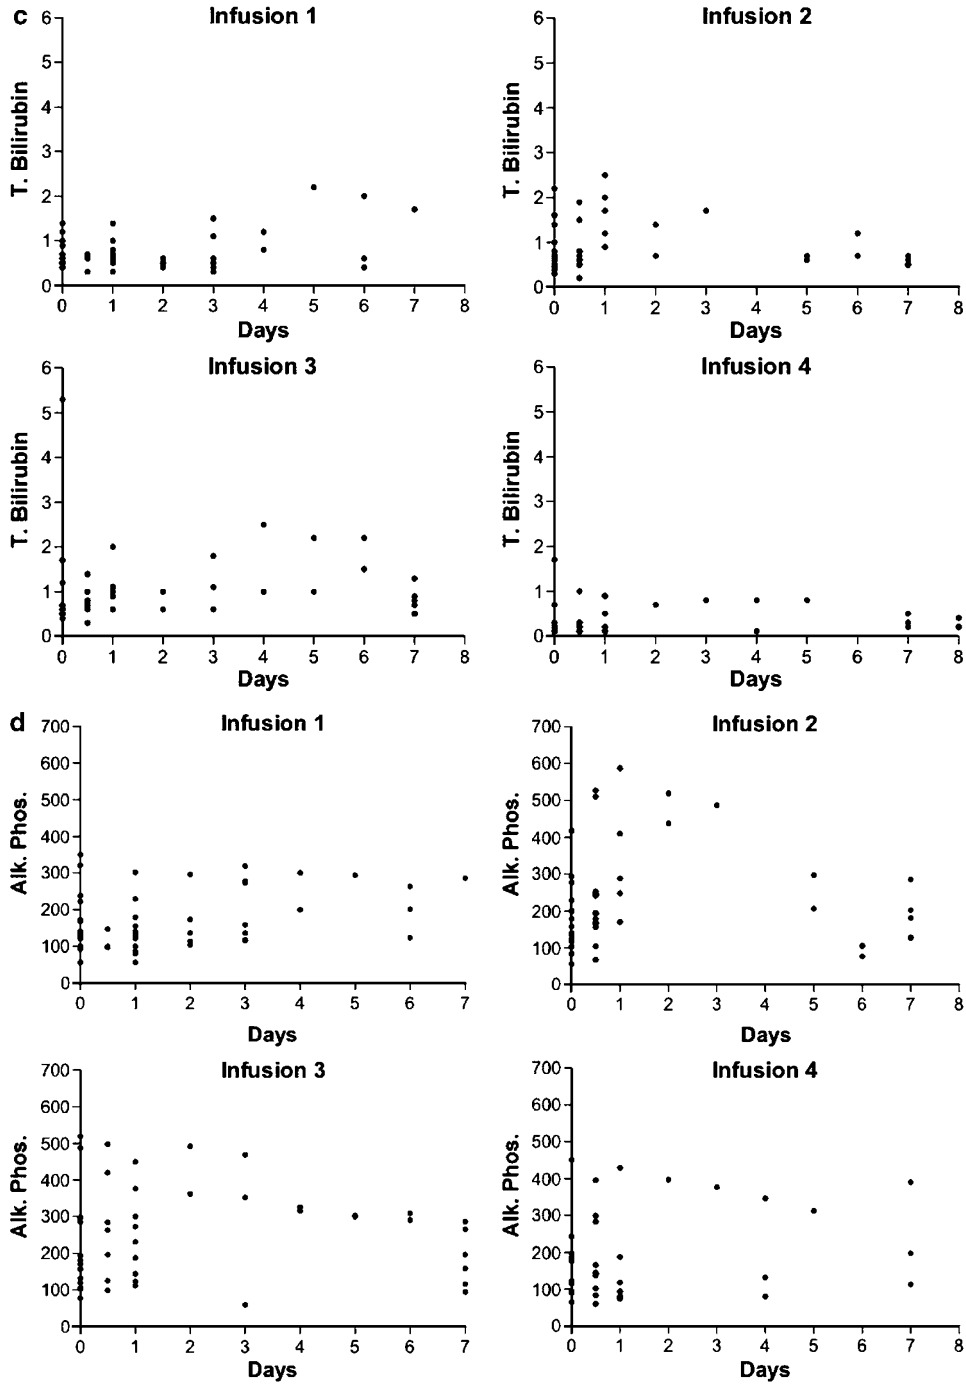 c
Infusion 1
6
5
4
3
2
1
0
T. Bilirubin
0 1 2 3 4 5 6 7 8
Days
Infusion 2
6
5
4
3
2
1
0
T. Bilirubin
0 1 2 3 4 5 6 7 8
Days
Infusion 3
6
5
4
3
2
1
0
T. Bilirubin
0 1 2 3 4 5 6 7 8
Days
Infusion 4
6
5
4
3
2
1
0
T. Bilirubin
0 1 2 3 4 5 6 7 8
Days
d
Infusion 1
700
600
500
400
300
200
100
0
Alk. Phos.
0 1 2 3 4 5 6 7
Days
Infusion 2
700
600
500
400
300
200
100
0
Alk. Phos.
0 1 2 3 4 5 6 7 8
Days
Infusion 3
700
600
500
400
300
200
100
0
Alk. Phos.
0 1 2 3 4 5 6 7
Days
Infusion 4
700
600
500
400
300
200
100
0
Alk. Phos.
0 1 2 3 4 5 6 7 8
Days